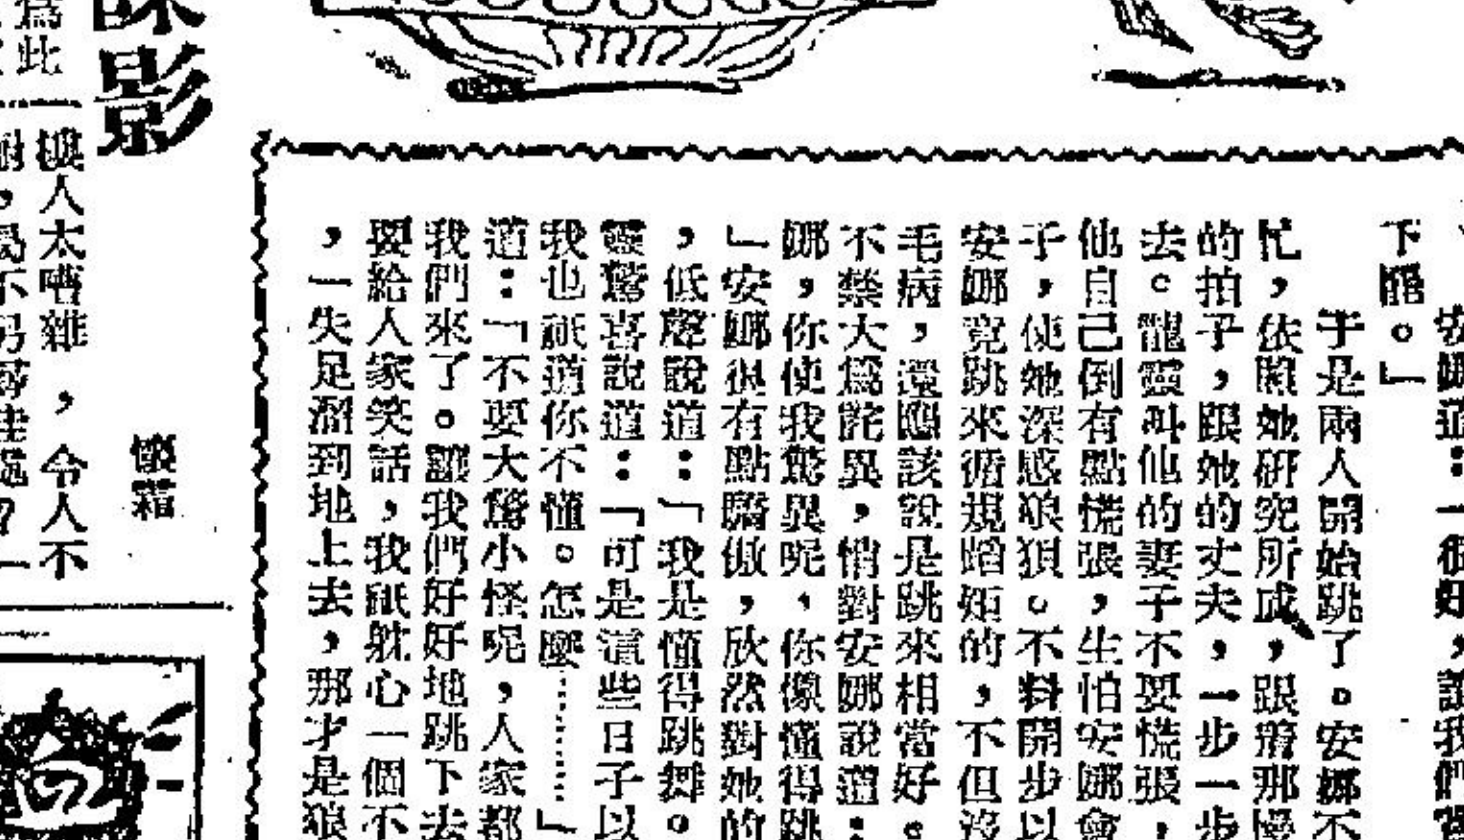 安娜道：一很好，讓我們
下罷。」
于是兩人開始跳了。安娜不
忙，依照她研究所成，跟着那慢
的拍子，跟她的丈夫，一步一步
去。龍靈叫他的妻子不要慌張，
他自己倒有點慌張，生怕安娜會
子，使她深感狼狽。不料開步以
安娜竟跳來循規蹈矩的，不但沒
毛病，還應該說是跳來相當好。
不禁大爲詫異，悄對安娜說道：
娜，你使我驚異呢，你像懂得跳
」安娜很有點驕傲，欣然對她的
，低聲說道：「我是懂得跳舞。
靈驚喜說道：「可是這些日子以
我也祇道你不懂。怎麼………」
道：「不要大驚小怪呢，人家都
我們來了。讓我們好好地跳下去
要給人家笑話，我祇躭心一個不
，一失足溜到地上去，那才是狼
影
懷霜
人太嘈雜，令人不
爲此